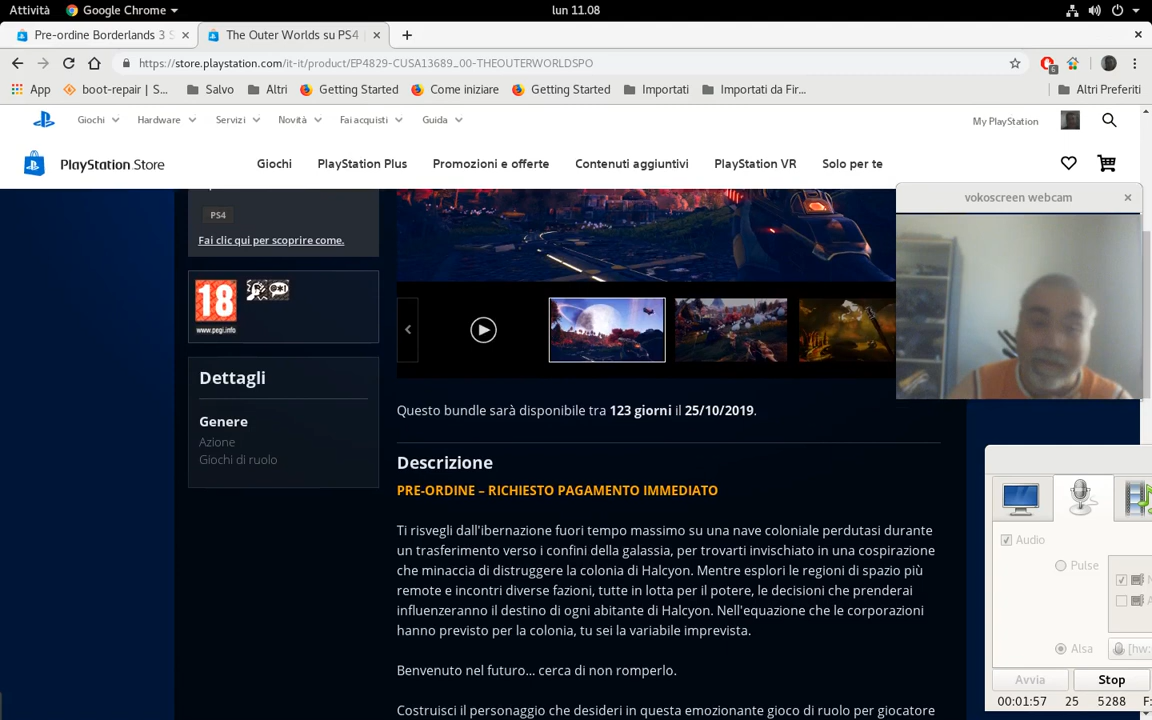 Attività
Google Chrome
lun 11.08
Pre-ordine Borderlands 3 S
The Outer Worlds su PS4
https://store.playstation.com/it-it/product/EP4829-CUSA13689_00-THEOUTERWORLDSPO
6
App
boot-repair | S...
Salvo
Altri
Getting Started
Come iniziare
Getting Started
Importati
Importati da Fir...
Altri Preferiti
Giochi
Hardware
Servizi
Novità
Fai acquisti
Guida
My PlayStation
PlayStation Store
Giochi
PlayStation Plus
Promozioni e offerte
Contenuti aggiuntivi
PlayStation VR
Solo per te
vokoscreen webcam
PS4
Fai clic qui per scoprire come.
18
www.pegi.info
Dettagli
Genere
Azione
Giochi di ruolo
Questo bundle sarà disponibile tra 123 giorni il 25/10/2019.
Descrizione
PRE-ORDINE – RICHIESTO PAGAMENTO IMMEDIATO
Ti risvegli dall'ibernazione fuori tempo massimo su una nave coloniale perdutasi durante
un trasferimento verso i confini della galassia, per trovarti invischiato in una cospirazione
che minaccia di distruggere la colonia di Halcyon. Mentre esplori le regioni di spazio più
remote e incontri diverse fazioni, tutte in lotta per il potere, le decisioni che prenderai
influenzeranno il destino di ogni abitante di Halcyon. Nell'equazione che le corporazioni
hanno previsto per la colonia, tu sei la variabile imprevista.
Benvenuto nel futuro... cerca di non romperlo.
Costruisci il personaggio che desideri in questa emozionante gioco di ruolo per giocatore
Audio
Pulse
Alsa
[hw:
Avvia
Stop
00:01:57
25
5288
F: